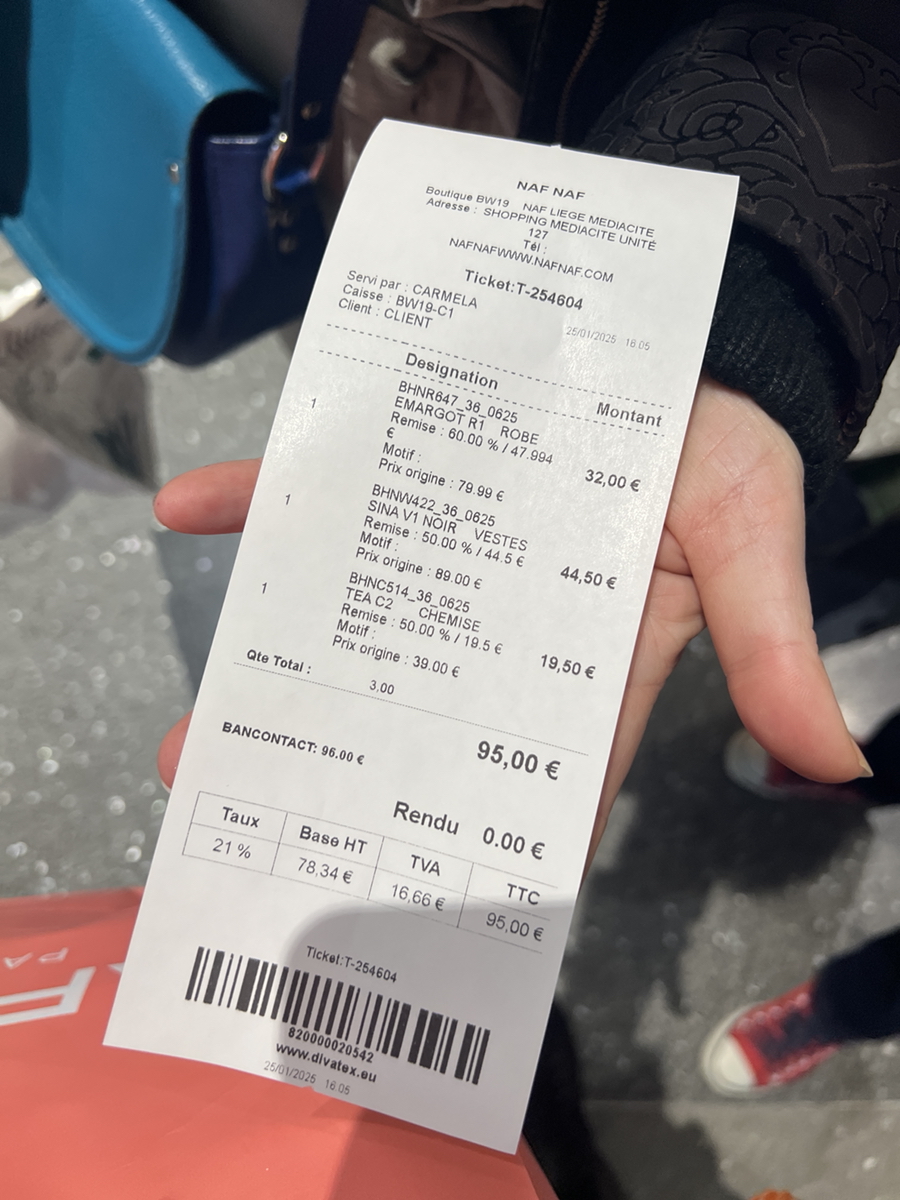 NAF NAF
Boutique BW19 NAF LIEGE MEDIACITE
Adresse : SHOPPING MEDIACITE UNITÉ
127
Tél :
NAFNAFWWW.NAFNAF.COM
Ticket:T-254604
Servi par : CARMELA
Caisse : BW19-C1
Client : CLIENT
25/01/2025 16:05
Designation Montant
1 BHNR647_36_0625
EMARGOT R1 ROBE
Remise : 60.00 % / 47.994
€ 32,00 €
Motif :
Prix origine : 79.99 €
1 BHNW422_36_0625
SINA V1 NOIR VESTES
Remise : 50.00 % / 44.5 € 44,50 €
Motif :
Prix origine : 89.00 €
1 BHNC514_36_0625
TEA C2 CHEMISE
Remise : 50.00 % / 19.5 € 19,50 €
Motif :
Prix origine : 39.00 €
Qte Total :
3,00
95,00 €
BANCONTACT: 96.00 €
Rendu 0.00 €
Taux Base HT TVA TTC
21 % 78,34 € 16,66 € 95,00 €
Ticket:T-254604
820000020542
www.divatex.eu
25/01/2025 16:05
PA